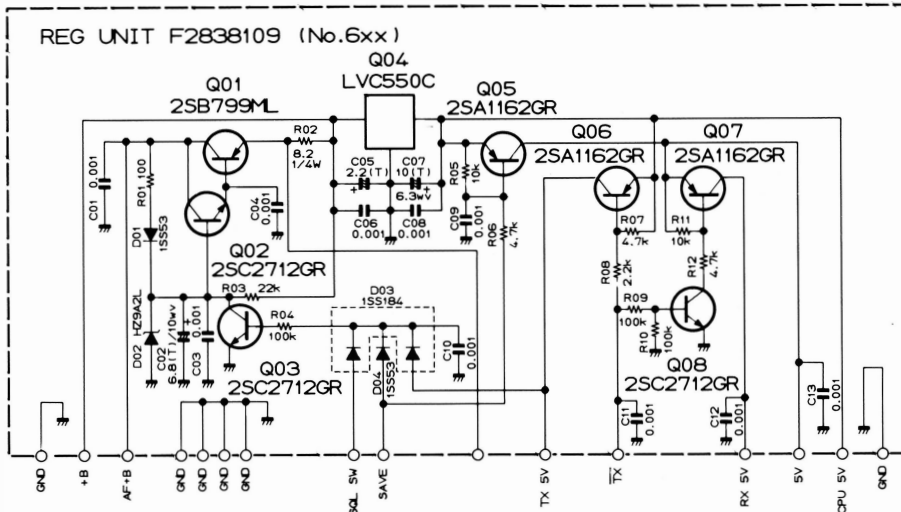 REG UNIT F2838109 (No.6xx)
Q04
LVC550C
Q01
2SB799ML
Q05
2SA1162GR
Q06
2SA1162GR
Q07
2SA1162GR
R02
8.2
1/4W
C05
2.2(T)
C07
10(T)
6.3wv
+
+
C06
0.001
C08
0.001
R05
10k
C09
0.001
R06
4.7k
C01
0.001
R01 100
D01
1SS53
C04
0.001
R07
4.7k
R11
10k
R08
2.2k
R12
4.7k
Q02
2SC2712GR
R03
22k
D03
1SS184
R04
100k
R09
100k
R10
100k
D02
HZ9A2L
C02
6.8(T)/10wv
+
C03
0.001
D04
1SS53
C10
0.001
Q03
2SC2712GR
Q08
2SC2712GR
C11
0.001
C12
0.001
C13
0.001
GND
+B
AF+B
GND
GND
GND
GND
SQL SW
SAVE
TX 5V
TX
RX 5V
5V
CPU 5V
GND